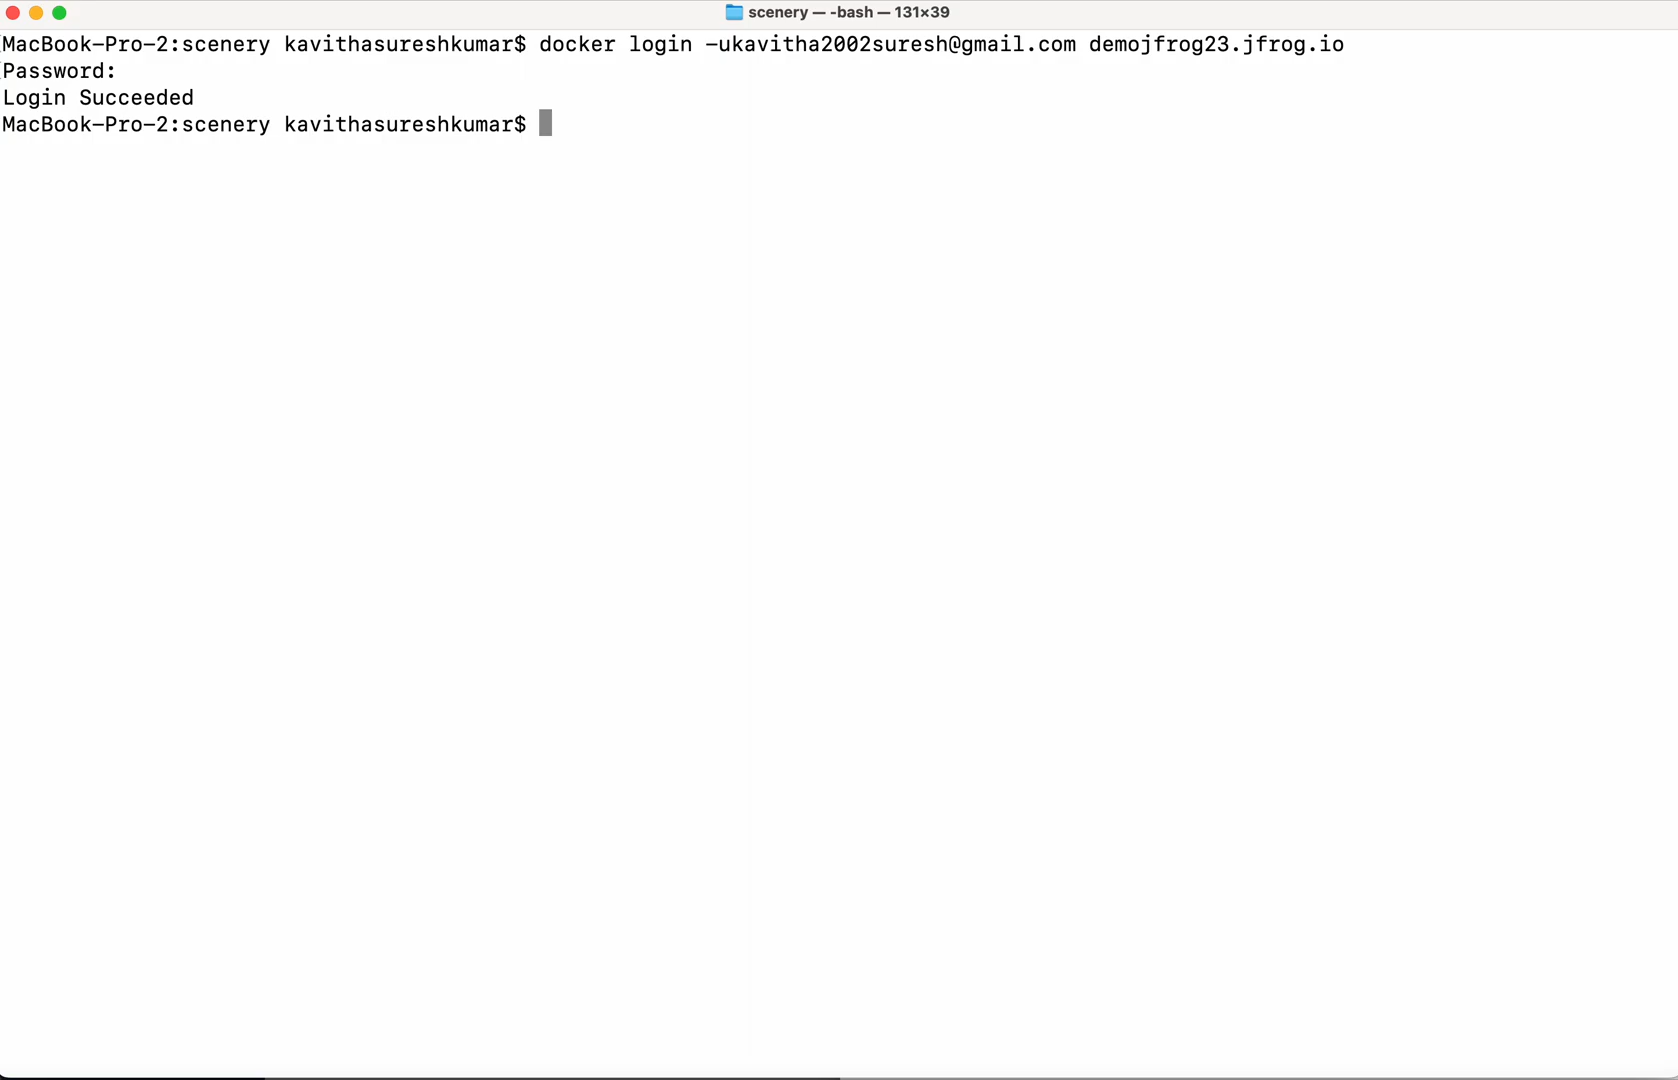 scenery — -bash — 131×39
MacBook-Pro-2:scenery kavithasureshkumar$ docker login -ukavitha2002suresh@gmail.com demojfrog23.jfrog.io
Password:
Login Succeeded
MacBook-Pro-2:scenery kavithasureshkumar$